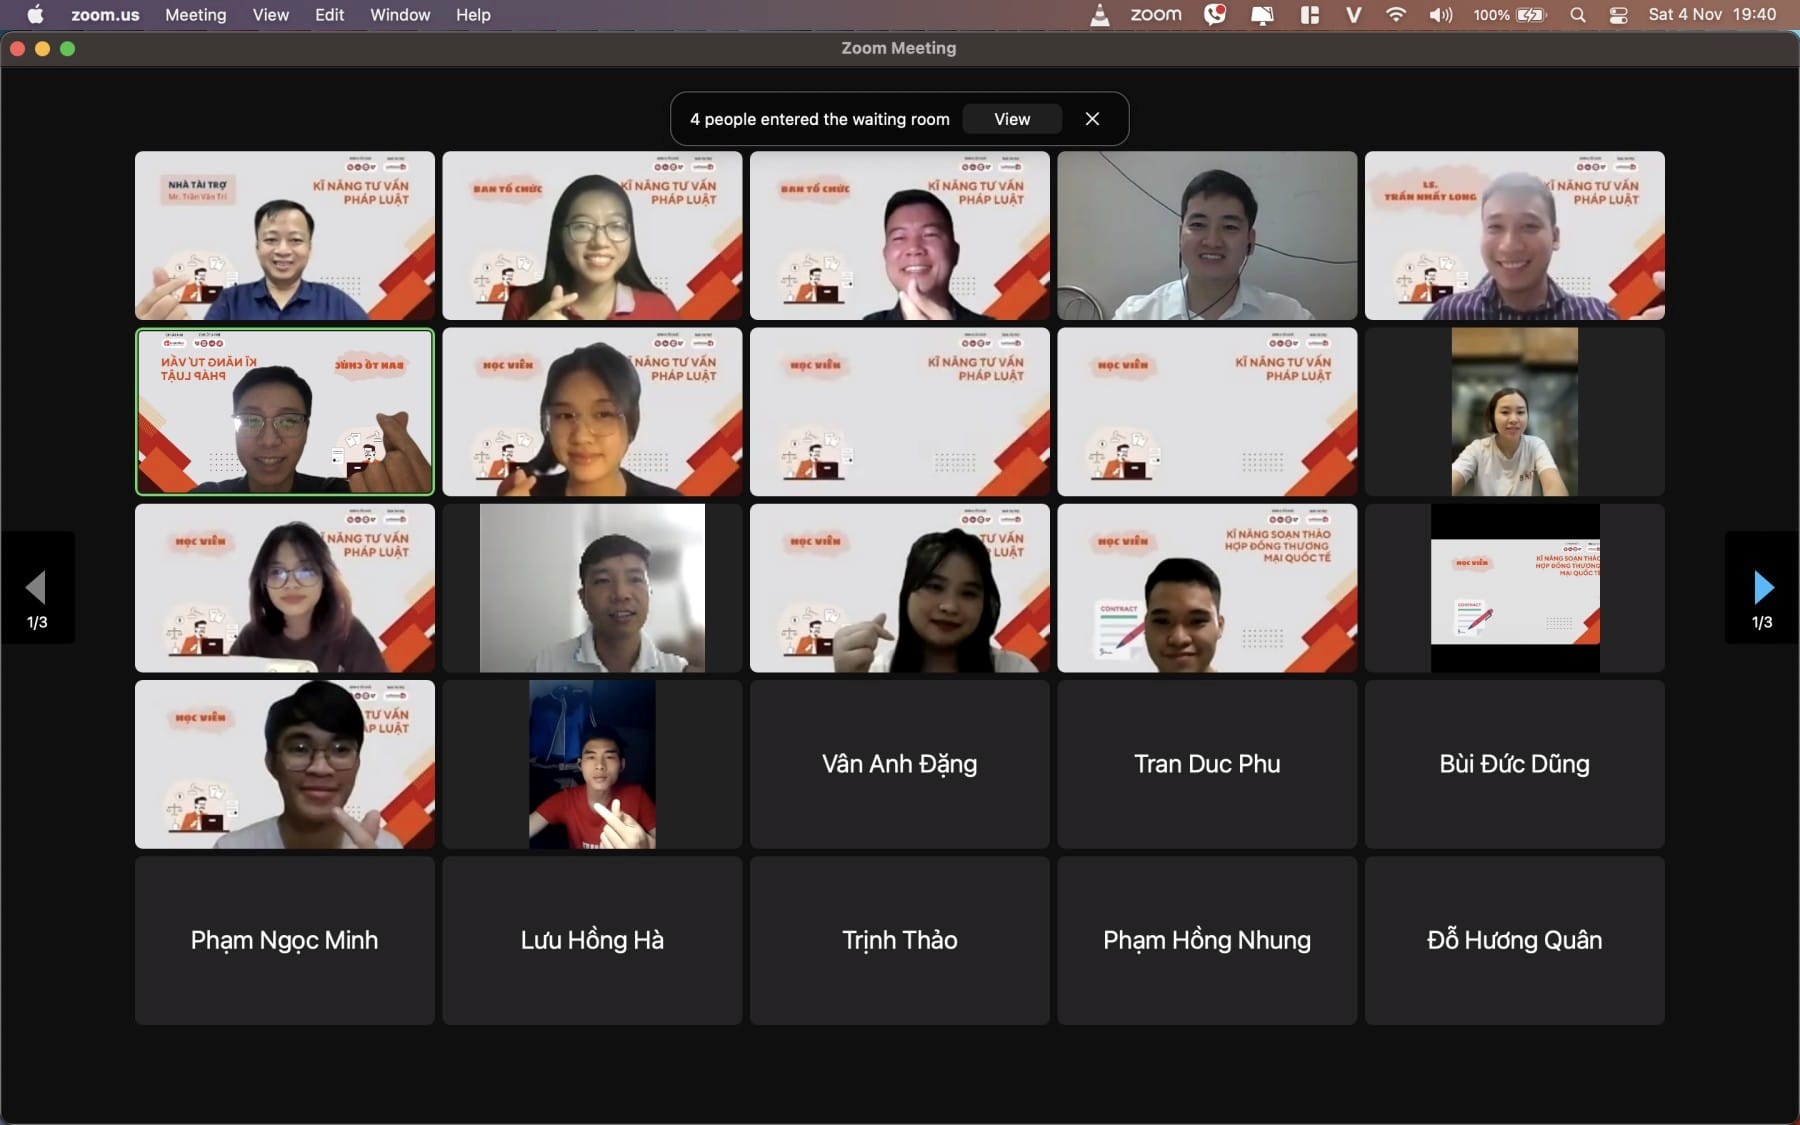 zoom.us Meeting View Edit Window Help
zoom
100%
Sat 4 Nov 19:40
Zoom Meeting
4 people entered the waiting room View
NHÀ TÀI TRỢ
Mr. Trần Văn Trí
KĨ NĂNG TƯ VẤN
PHÁP LUẬT
BAN TỔ CHỨC
KĨ NĂNG TƯ VẤN
PHÁP LUẬT
BAN TỔ CHỨC
KĨ NĂNG TƯ VẤN
PHÁP LUẬT
LS.
TRẦN NHẤT LONG
KĨ NĂNG TƯ VẤN
PHÁP LUẬT
KĨ NĂNG TƯ VẤN
PHÁP LUẬT
BAN TỔ CHỨC
HỌC VIÊN
NĂNG TƯ VẤN
PHÁP LUẬT
HỌC VIÊN
KĨ NĂNG TƯ VẤN
PHÁP LUẬT
HỌC VIÊN
KĨ NĂNG TƯ VẤN
PHÁP LUẬT
HỌC VIÊN
NĂNG TƯ VẤN
PHÁP LUẬT
HỌC VIÊN
TƯ VẤN
LUẬT
HỌC VIÊN
KĨ NĂNG SOẠN THẢO
HỢP ĐỒNG THƯƠNG
MẠI QUỐC TẾ
CONTRACT
HỌC VIÊN
KĨ NĂNG SOẠN THẢO
HỢP ĐỒNG THƯƠNG
MẠI QUỐC TẾ
CONTRACT
1/3
1/3
HỌC VIÊN
TƯ VẤN
ÁP LUẬT
Vân Anh Đặng
Tran Duc Phu
Bùi Đức Dũng
Phạm Ngọc Minh
Lưu Hồng Hà
Trịnh Thảo
Phạm Hồng Nhung
Đỗ Hương Quân